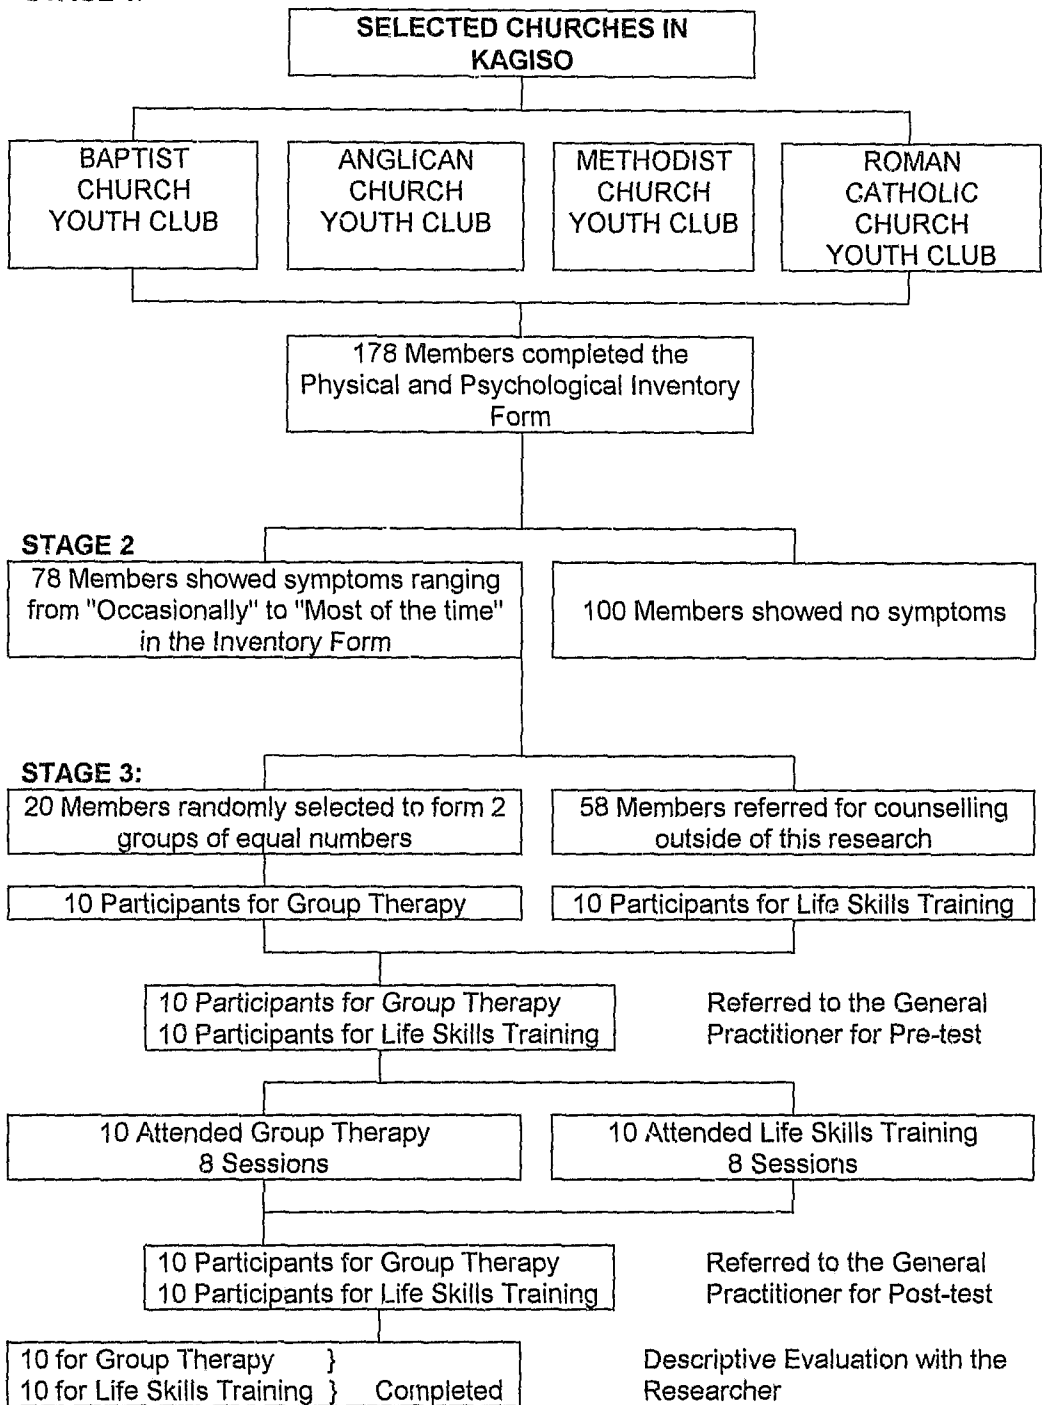 SELECTED CHURCHES IN
KAGISO
BAPTIST
CHURCH
YOUTH CLUB
ANGLICAN
CHURCH
YOUTH CLUB
METHODIST
CHURCH
YOUTH CLUB
ROMAN
CATHOLIC
CHURCH
YOUTH CLUB
178 Members completed the
Physical and Psychological Inventory
Form
STAGE 2
78 Members showed symptoms ranging
from "Occasionally" to "Most of the time"
in the Inventory Form
100 Members showed no symptoms
STAGE 3:
20 Members randomly selected to form 2
groups of equal numbers
58 Members referred for counselling
outside of this research
10 Participants for Group Therapy
10 Participants for Life Skills Training
10 Participants for Group Therapy
10 Participants for Life Skills Training
Referred to the General
Practitioner for Pre-test
10 Attended Group Therapy
8 Sessions
10 Attended Life Skills Training
8 Sessions
10 Participants for Group Therapy
10 Participants for Life Skills Training
Referred to the General
Practitioner for Post-test
10 for Group Therapy }
10 for Life Skills Training } Completed
Descriptive Evaluation with the
Researcher